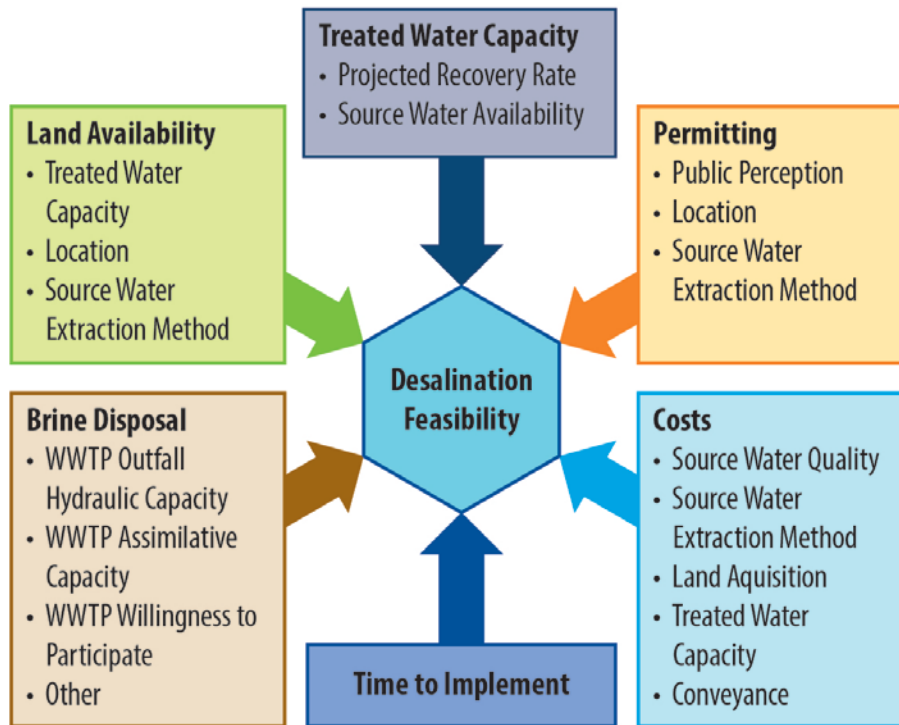 Treated Water Capacity
• Projected Recovery Rate
• Source Water Availability
Land Availability
• Treated Water
Capacity
• Location
• Source Water
Extraction Method
Permitting
• Public Perception
• Location
• Source Water
Extraction Method
Desalination
Feasibility
Brine Disposal
• WWTP Outfall
Hydraulic Capacity
• WWTP Assimilative
Capacity
• WWTP Willingness to
Participate
• Other
Costs
• Source Water Quality
• Source Water
Extraction Method
• Land Aquisition
• Treated Water
Capacity
• Conveyance
Time to Implement